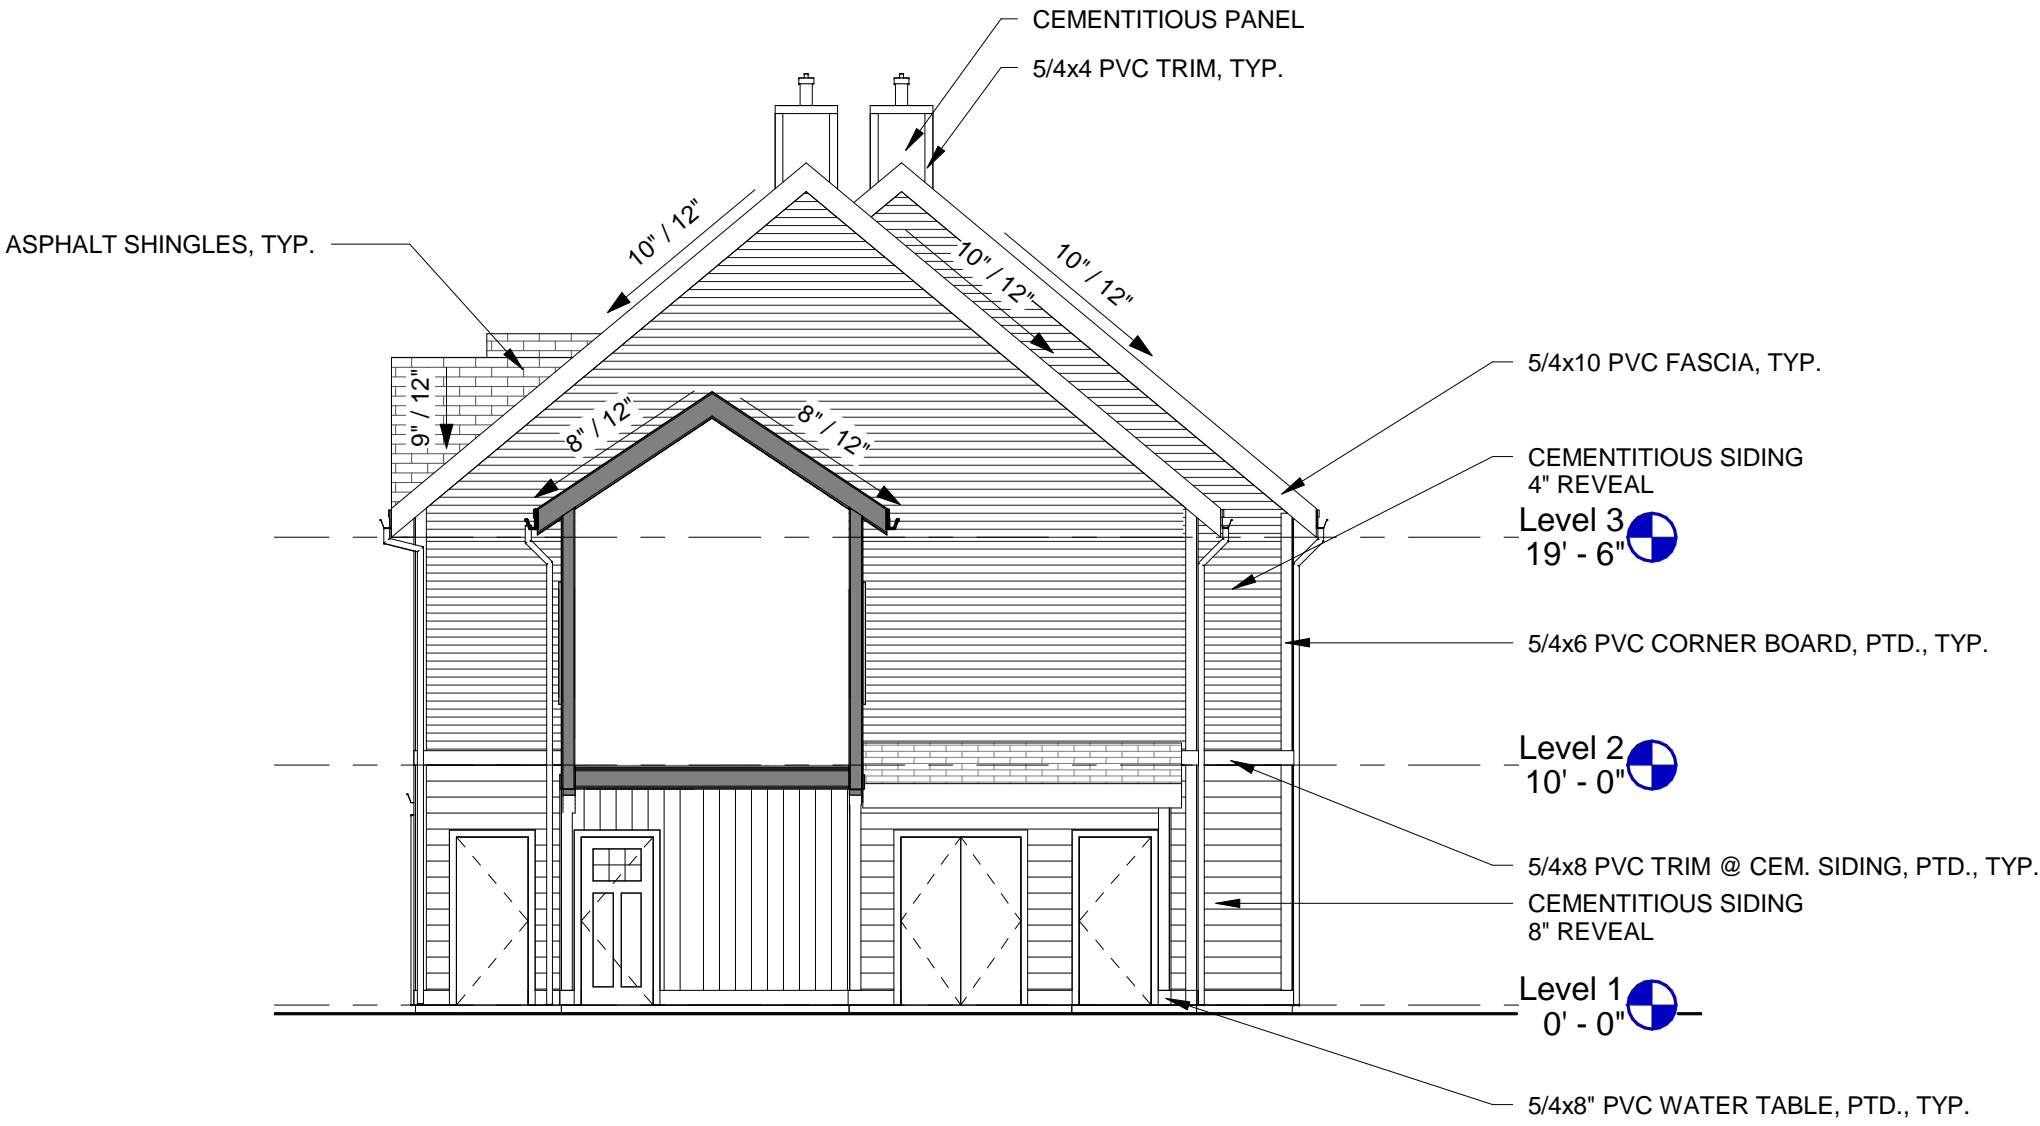 CEMENTITIOUS PANEL
5/4x4 PVC TRIM, TYP.
ASPHALT SHINGLES, TYP.
10" / 12"
10" / 12"
10" / 12"
9" / 12"
8" / 12"
8" / 12"
5/4x10 PVC FASCIA, TYP.
CEMENTITIOUS SIDING
4" REVEAL
Level 3
19' - 6"
5/4x6 PVC CORNER BOARD, PTD., TYP.
Level 2
10' - 0"
5/4x8 PVC TRIM @ CEM. SIDING, PTD., TYP.
CEMENTITIOUS SIDING
8" REVEAL
Level 1
0' - 0"
5/4x8" PVC WATER TABLE, PTD., TYP.